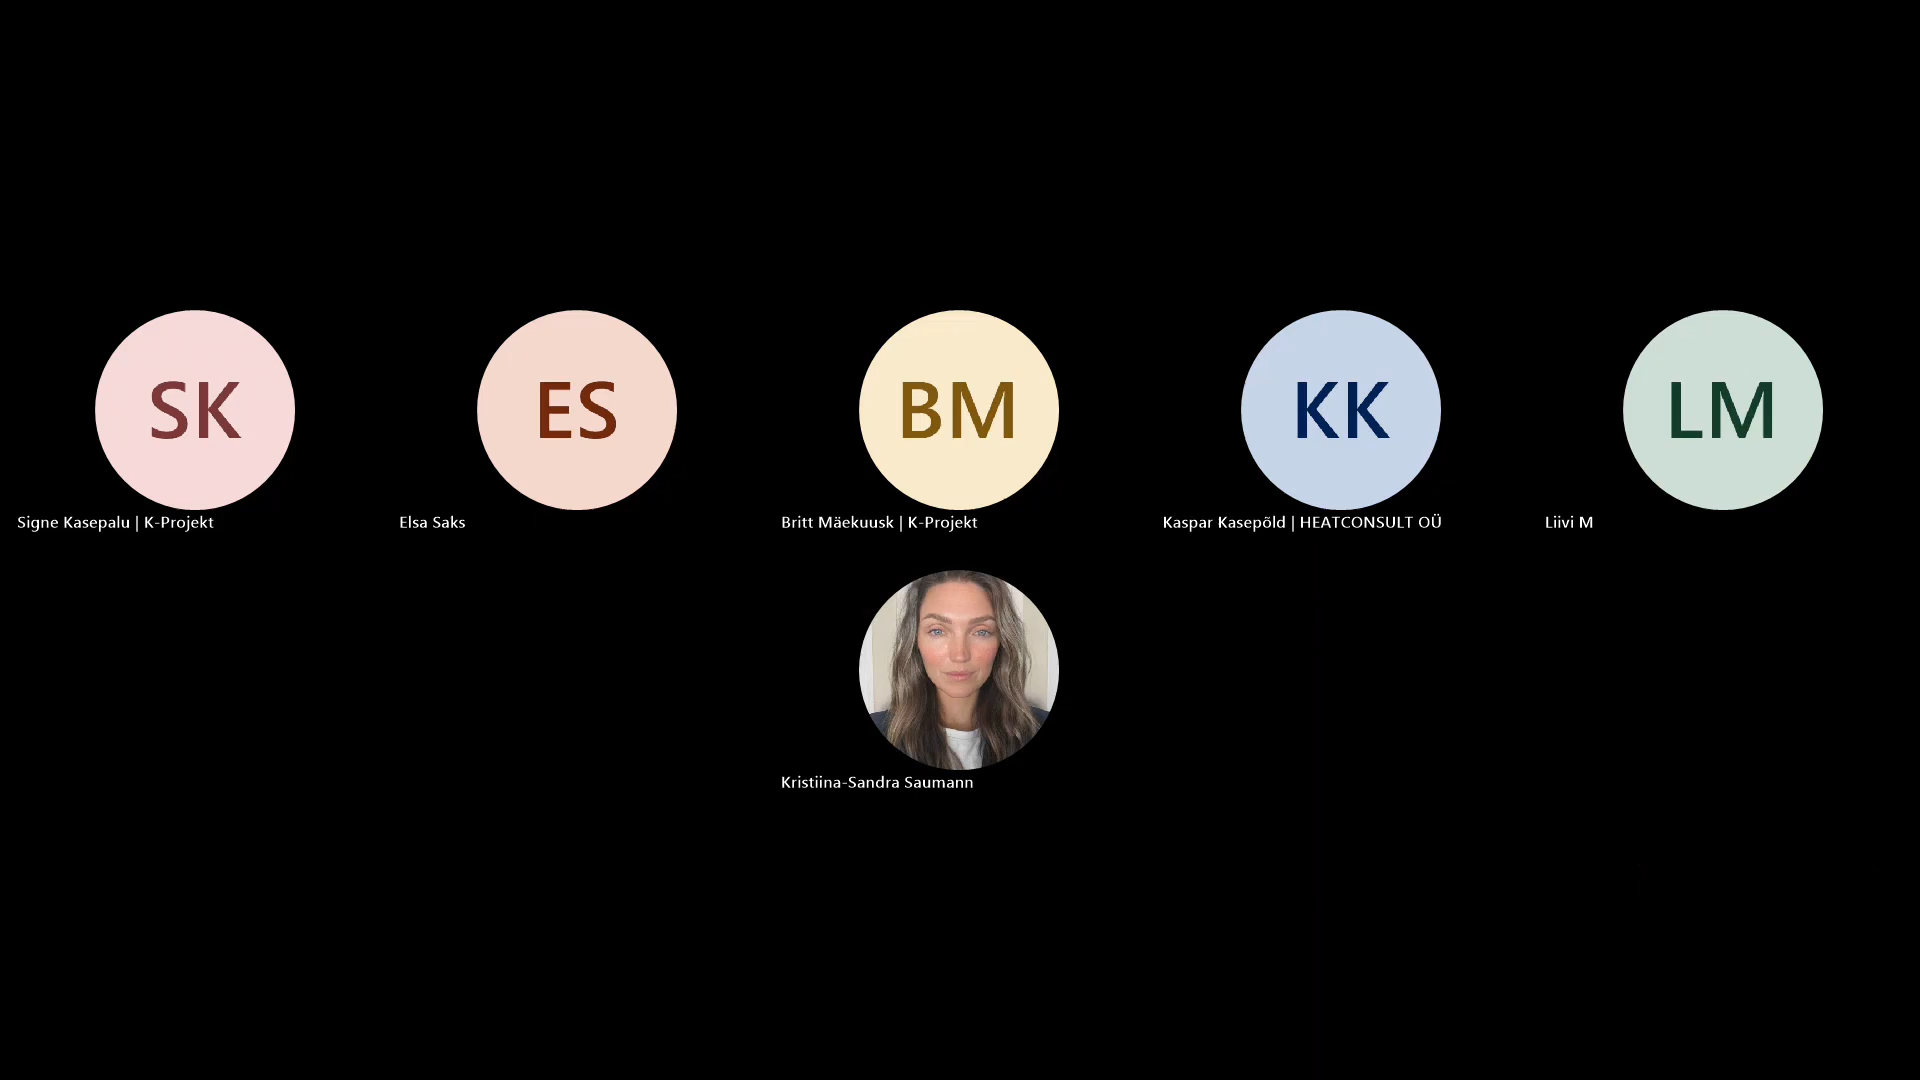 SK
ES
BM
KK
LM
Signe Kasepalu | K-Projekt
Elsa Saks
Britt Mäekuusk | K-Projekt
Kaspar Kasepõld | HEATCONSULT OÜ
Liivi M
Kristiina-Sandra Saumann